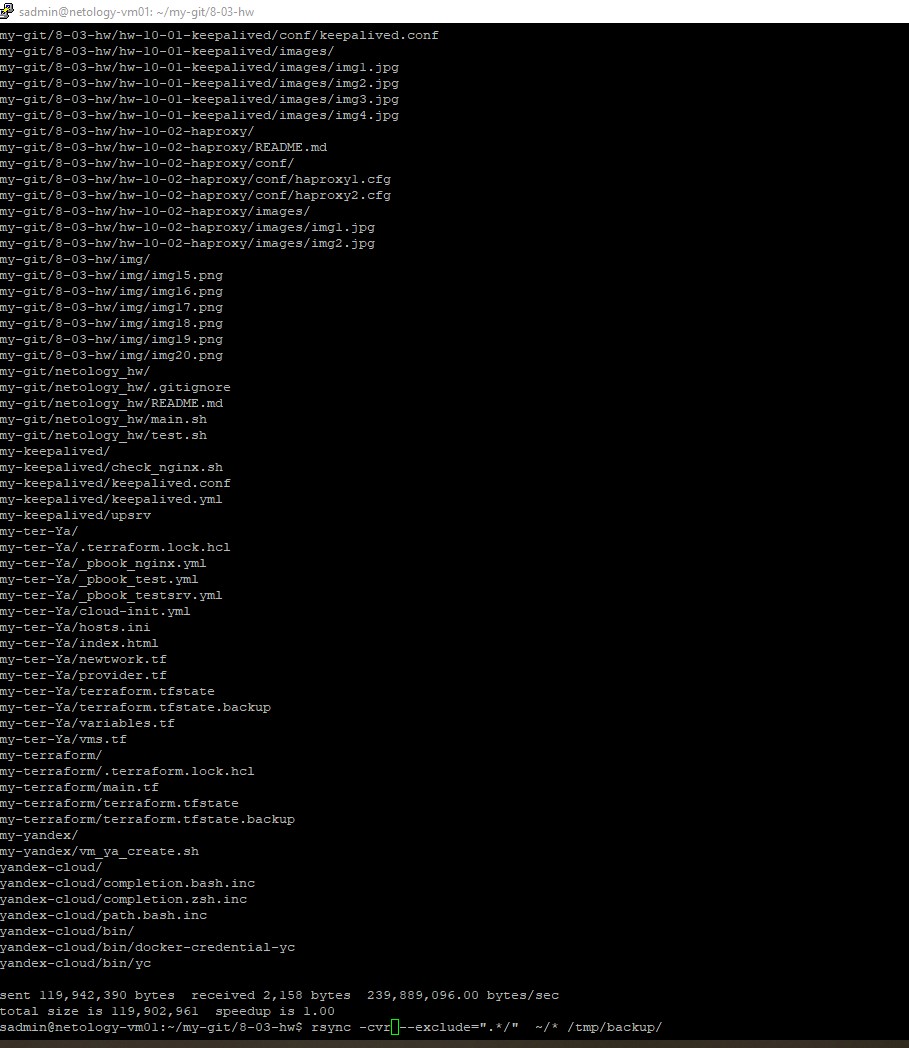 sadmin@netology-vm01: ~/my-git/8-03-hw
my-git/8-03-hw/hw-10-01-keepalived/conf/keepalived.conf
my-git/8-03-hw/hw-10-01-keepalived/images/
my-git/8-03-hw/hw-10-01-keepalived/images/img1.jpg
my-git/8-03-hw/hw-10-01-keepalived/images/img2.jpg
my-git/8-03-hw/hw-10-01-keepalived/images/img3.jpg
my-git/8-03-hw/hw-10-01-keepalived/images/img4.jpg
my-git/8-03-hw/hw-10-02-haproxy/
my-git/8-03-hw/hw-10-02-haproxy/README.md
my-git/8-03-hw/hw-10-02-haproxy/conf/
my-git/8-03-hw/hw-10-02-haproxy/conf/haproxy1.cfg
my-git/8-03-hw/hw-10-02-haproxy/conf/haproxy2.cfg
my-git/8-03-hw/hw-10-02-haproxy/images/
my-git/8-03-hw/hw-10-02-haproxy/images/img1.jpg
my-git/8-03-hw/hw-10-02-haproxy/images/img2.jpg
my-git/8-03-hw/img/
my-git/8-03-hw/img/img15.png
my-git/8-03-hw/img/img16.png
my-git/8-03-hw/img/img17.png
my-git/8-03-hw/img/img18.png
my-git/8-03-hw/img/img19.png
my-git/8-03-hw/img/img20.png
my-git/netology_hw/
my-git/netology_hw/.gitignore
my-git/netology_hw/README.md
my-git/netology_hw/main.sh
my-git/netology_hw/test.sh
my-keepalived/
my-keepalived/check_nginx.sh
my-keepalived/keepalived.conf
my-keepalived/keepalived.yml
my-keepalived/upsrv
my-ter-Ya/
my-ter-Ya/.terraform.lock.hcl
my-ter-Ya/_pbook_nginx.yml
my-ter-Ya/_pbook_test.yml
my-ter-Ya/_pbook_testsrv.yml
my-ter-Ya/cloud-init.yml
my-ter-Ya/hosts.ini
my-ter-Ya/index.html
my-ter-Ya/newtwork.tf
my-ter-Ya/provider.tf
my-ter-Ya/terraform.tfstate
my-ter-Ya/terraform.tfstate.backup
my-ter-Ya/variables.tf
my-ter-Ya/vms.tf
my-terraform/
my-terraform/.terraform.lock.hcl
my-terraform/main.tf
my-terraform/terraform.tfstate
my-terraform/terraform.tfstate.backup
my-yandex/
my-yandex/vm_ya_create.sh
yandex-cloud/
yandex-cloud/completion.bash.inc
yandex-cloud/completion.zsh.inc
yandex-cloud/path.bash.inc
yandex-cloud/bin/
yandex-cloud/bin/docker-credential-yc
yandex-cloud/bin/yc
sent 119,942,390 bytes  received 2,158 bytes  239,889,096.00 bytes/sec
total size is 119,902,961  speedup is 1.00
sadmin@netology-vm01:~/my-git/8-03-hw$ rsync -cvr --exclude=".*/"  ~/* /tmp/backup/